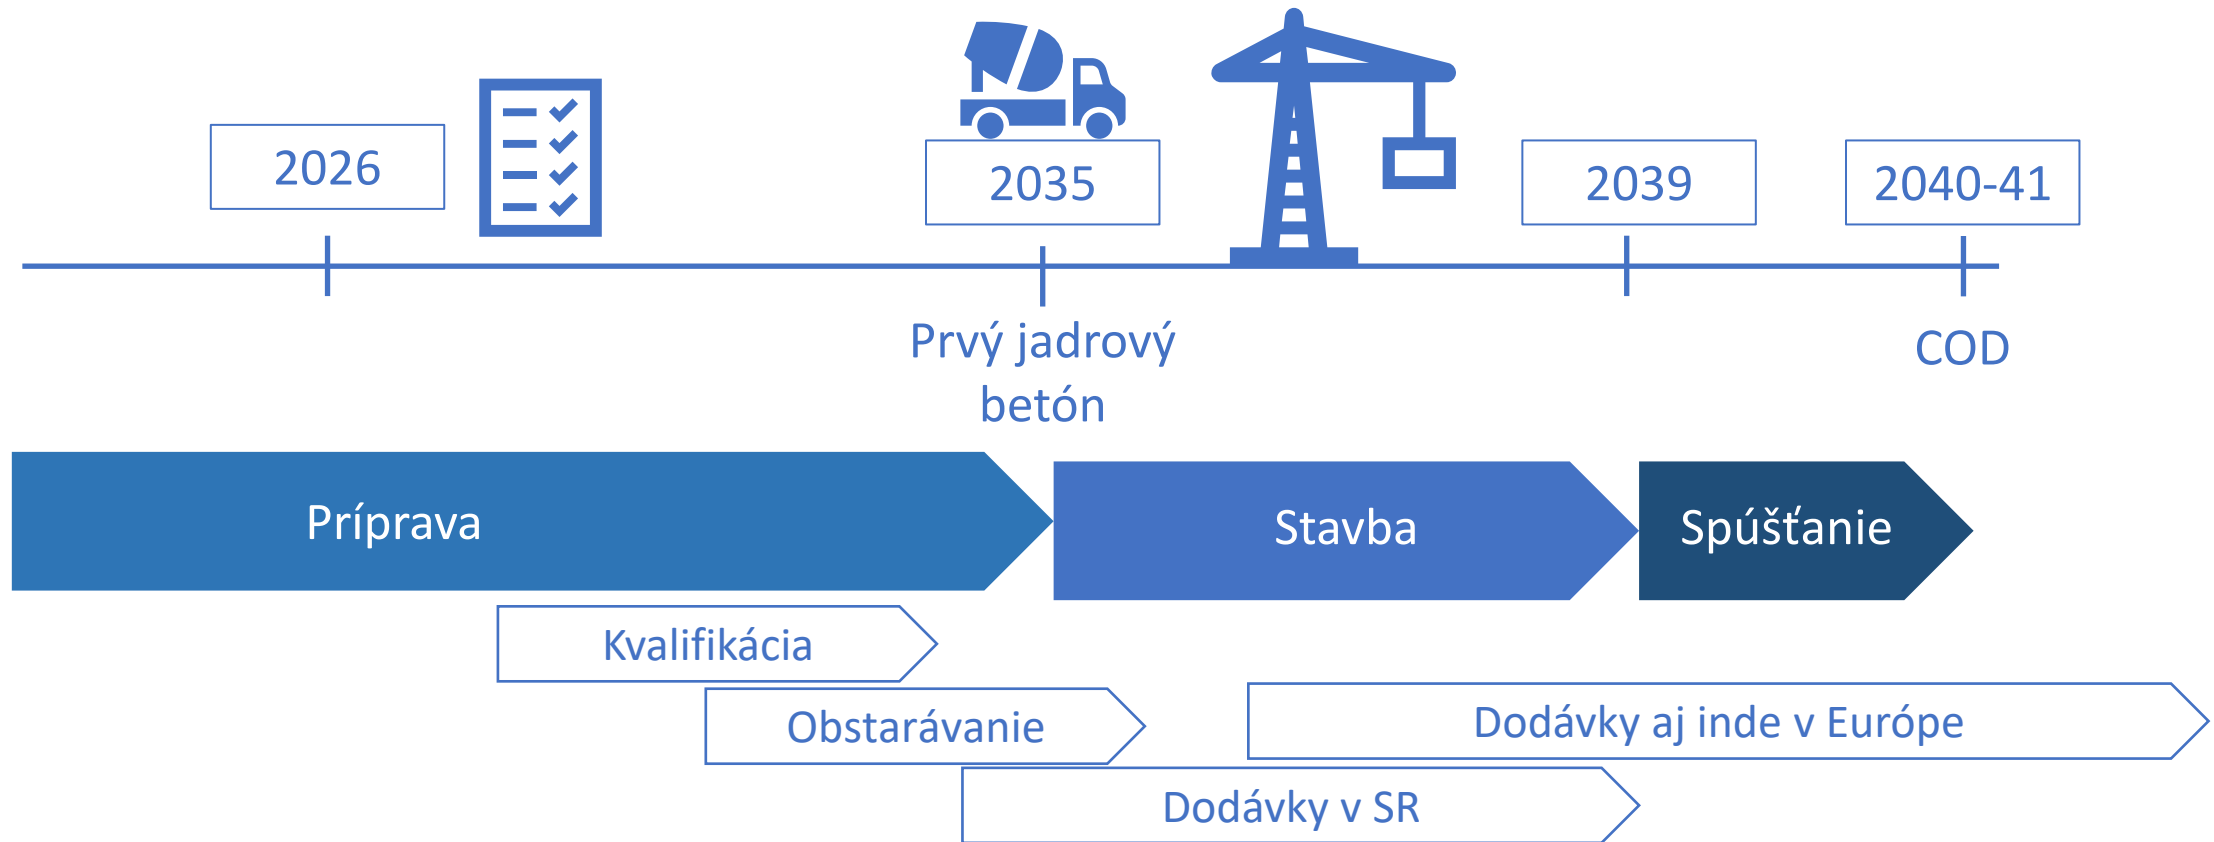 2026
2035
2039
2040-41
Prvý jadrový
betón
COD
Príprava
Stavba
Spúšťanie
Kvalifikácia
Obstarávanie
Dodávky aj inde v Európe
Dodávky v SR